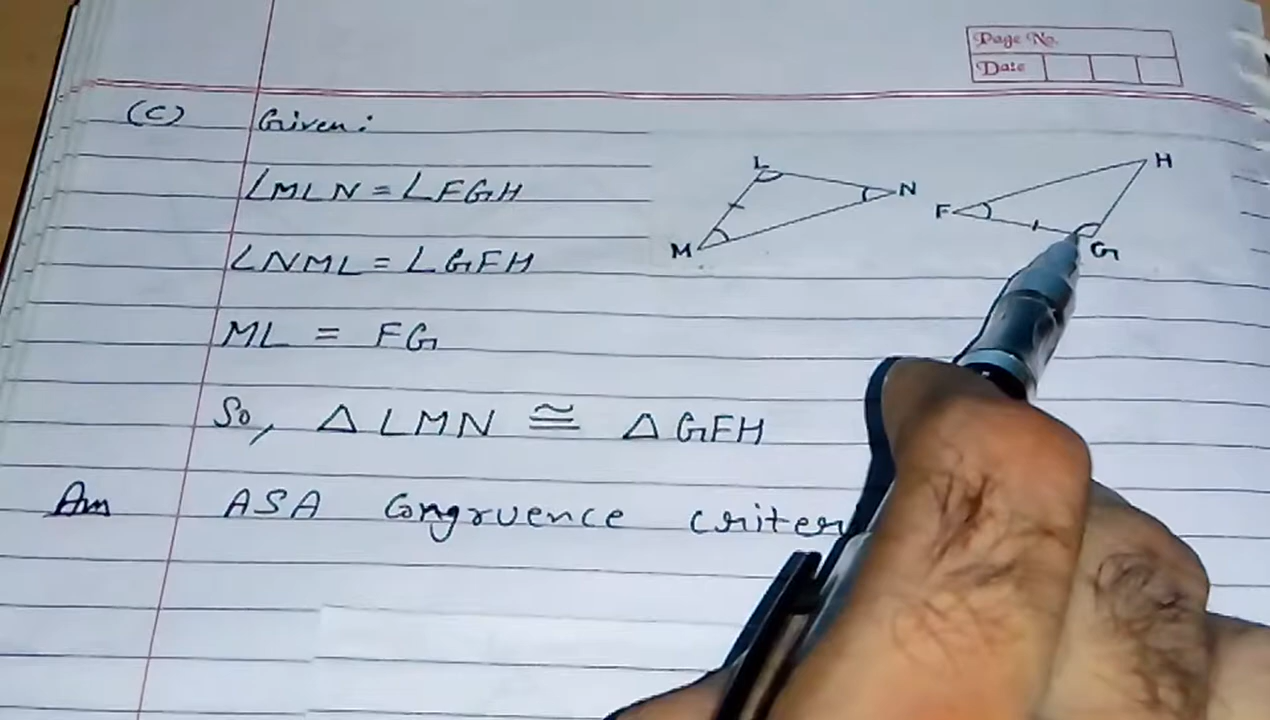 Page No.
Date
(C) Given:
∠MLN = ∠FGH
∠NML = ∠GFH
ML = FG
So, △LMN ≅ △GFH
Ans ASA Congruence criter
L
N
M
H
F
G